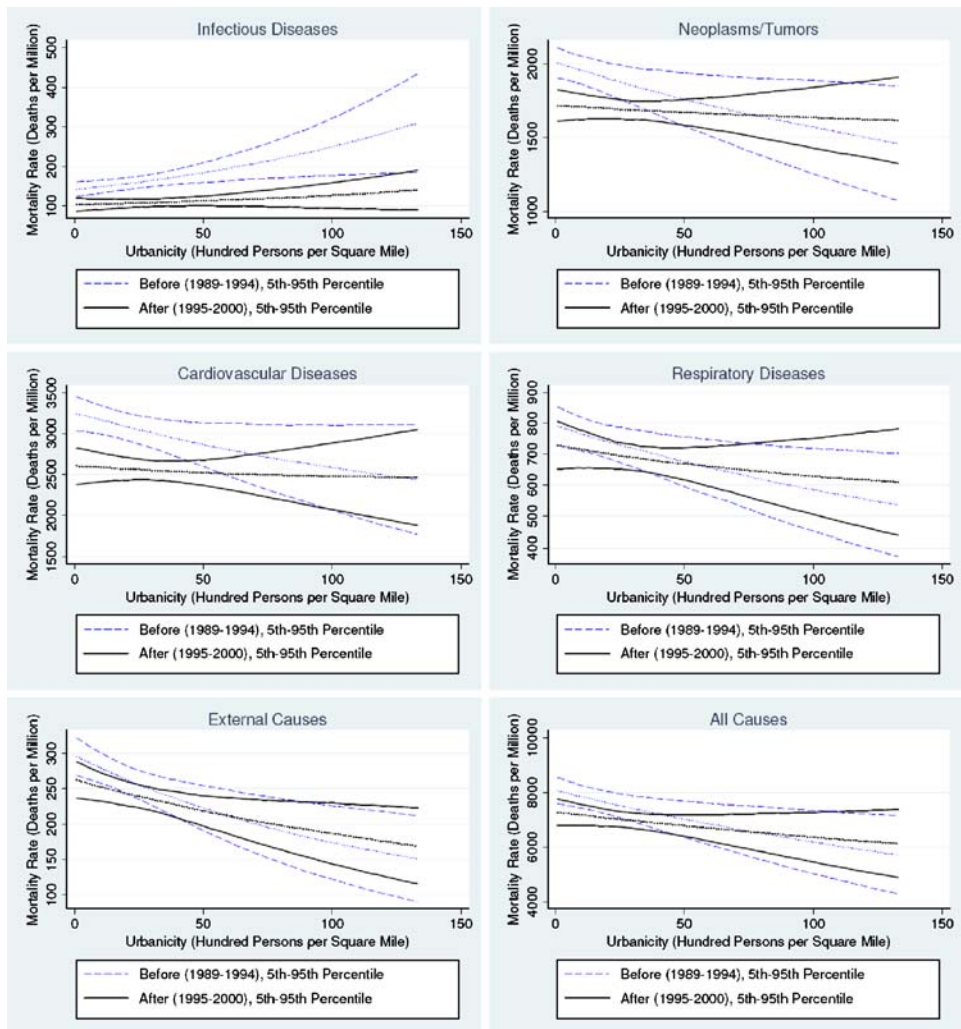 Infectious Diseases
Mortality Rate (Deaths per Million)
500
400
300
200
100
0
50
100
150
Urbanicity (Hundred Persons per Square Mile)
Before (1989-1994), 5th-95th Percentile
After (1995-2000), 5th-95th Percentile
Neoplasms/Tumors
Mortality Rate (Deaths per Million)
2000
1500
1000
0
50
100
150
Urbanicity (Hundred Persons per Square Mile)
Before (1989-1994), 5th-95th Percentile
After (1995-2000), 5th-95th Percentile
Cardiovascular Diseases
Mortality Rate (Deaths per Million)
3500
3000
2500
2000
1500
0
50
100
150
Urbanicity (Hundred Persons per Square Mile)
Before (1989-1994), 5th-95th Percentile
After (1995-2000), 5th-95th Percentile
Respiratory Diseases
Mortality Rate (Deaths per Million)
900
800
700
600
500
400
0
50
100
150
Urbanicity (Hundred Persons per Square Mile)
Before (1989-1994), 5th-95th Percentile
After (1995-2000), 5th-95th Percentile
External Causes
Mortality Rate (Deaths per Million)
300
250
200
150
100
0
50
100
150
Urbanicity (Hundred Persons per Square Mile)
Before (1989-1994), 5th-95th Percentile
After (1995-2000), 5th-95th Percentile
All Causes
Mortality Rate (Deaths per Million)
10000
8000
6000
4000
0
50
100
150
Urbanicity (Hundred Persons per Square Mile)
Before (1989-1994), 5th-95th Percentile
After (1995-2000), 5th-95th Percentile